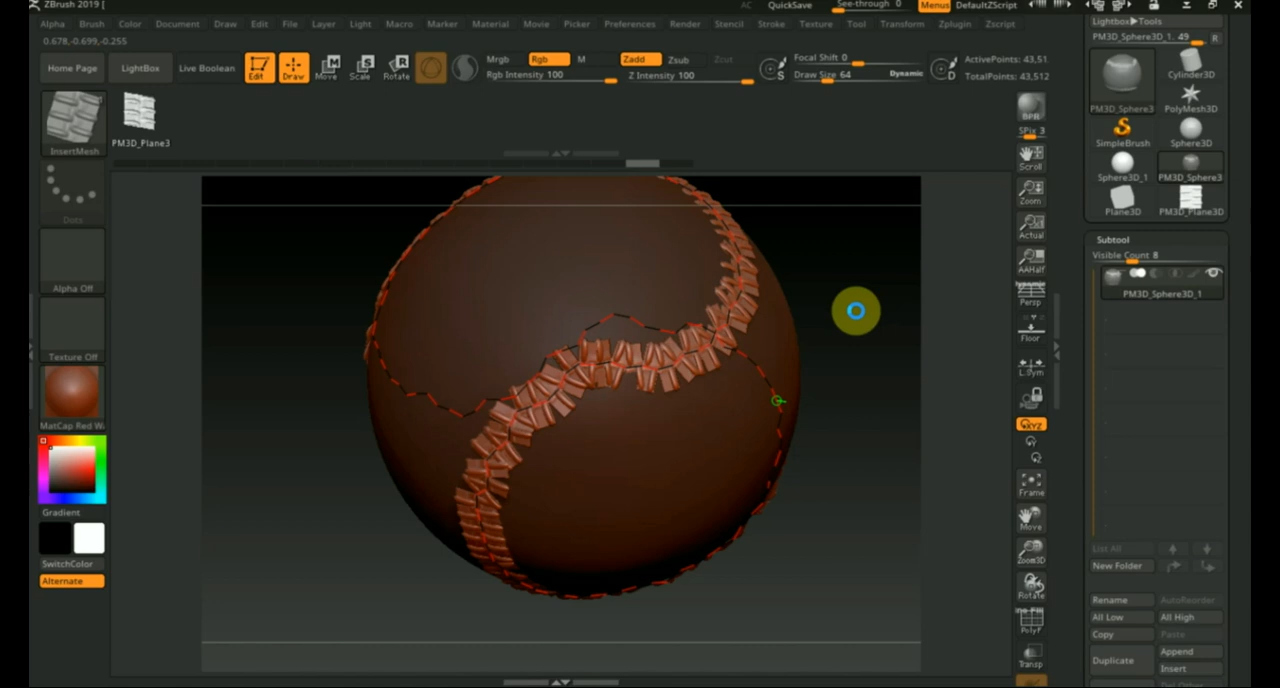 ZBrush 2019 [
AC QuickSave See-through 0 Menus DefaultZScript
Alpha Brush Color Document Draw Edit File Layer Light Macro Marker Material Movie Picker Preferences Render Stencil Stroke Texture Tool Transform Zplugin Zscript
0.678,-0.699,-0.255
Home Page LightBox Live Boolean Edit Draw Move Scale Rotate
Mrgb Rgb M Zadd Zsub Zcut
Rgb Intensity 100 Z Intensity 100
S Focal Shift 0
Draw Size 64 Dynamic
D ActivePoints: 43,51
TotalPoints: 43,512
InsertMesh
PM3D_Plane3
Dots
Alpha Off
Texture Off
MatCap Red W
Gradient
SwitchColor
Alternate
BPR
SPix 3
Scroll
Zoom
Actual
AAHalf
Dynamic
Persp
Floor
L.Sym
XYZ
Y
Z
Frame
Move
Zoom3D
Rotate
PolyF
Transp
Lightbox▶Tools
PM3D_Sphere3D_1. 49 R
PM3D_Sphere3
Cylinder3D
PolyMesh3D
SimpleBrush
Sphere3D
Sphere3D_1
PM3D_Sphere3
Plane3D
PM3D_Plane3D
Subtool
Visible Count 8
PM3D_Sphere3D_1
List All
New Folder
Rename AutoReorder
All Low All High
Copy Paste
Duplicate
Append
Insert
Del Other